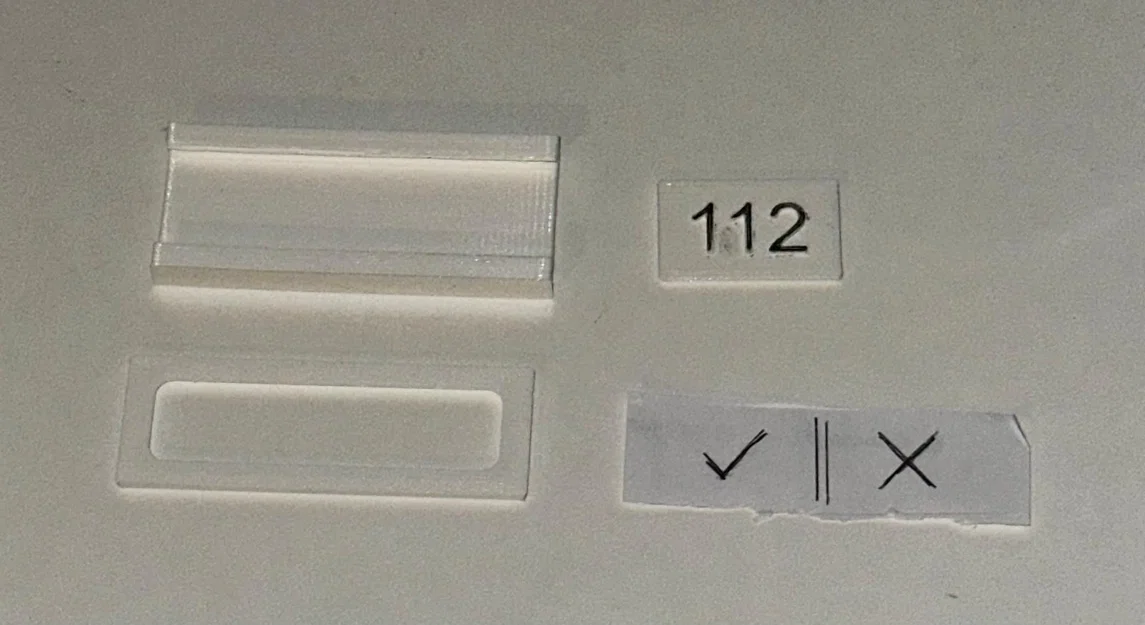 112
✓ || ✗